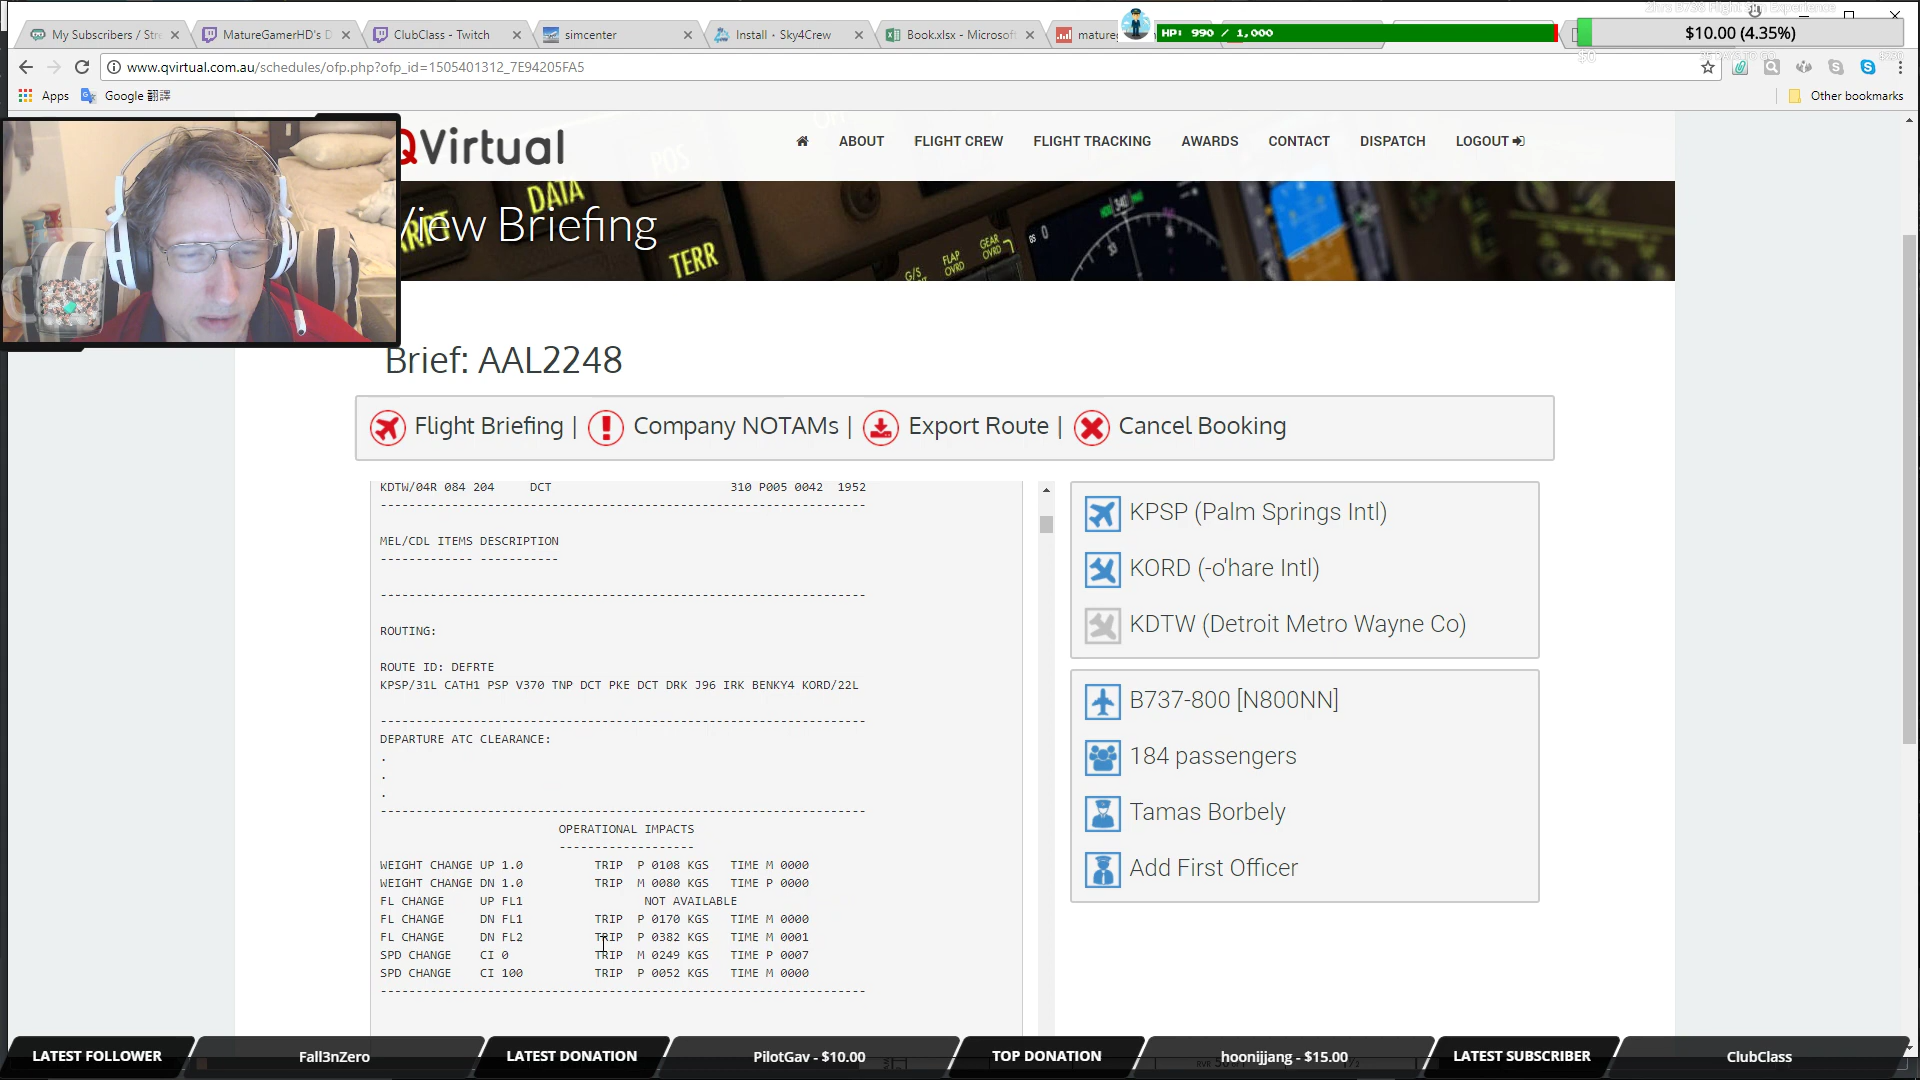 My Subscribers / Stre
MatureGamerHD's D
ClubClass - Twitch
simcenter
Install · Sky4Crew
Book.xlsx - Microsoft
mature
HP: 990 / 1,000
$10.00 (4.35%)
www.qvirtual.com.au/schedules/ofp.php?ofp_id=1505401312_7E94205FA5
Apps
Google 翻譯
Other bookmarks
QVirtual
ABOUT
FLIGHT CREW
FLIGHT TRACKING
AWARDS
CONTACT
DISPATCH
LOGOUT
POS
DATA
TERR
G/S
FLAP OVRD
GEAR OVRD
View Briefing
Brief: AAL2248
Flight Briefing |
Company NOTAMs |
Export Route |
Cancel Booking
KDTW/04R 084 204 DCT 310 P005 0042 1952
MEL/CDL ITEMS DESCRIPTION
ROUTING:
ROUTE ID: DEFRTE
KPSP/31L CATH1 PSP V370 TNP DCT PKE DCT DRK J96 IRK BENKY4 KORD/22L
DEPARTURE ATC CLEARANCE:
.
.
.
OPERATIONAL IMPACTS
WEIGHT CHANGE UP 1.0 TRIP P 0108 KGS TIME M 0000
WEIGHT CHANGE DN 1.0 TRIP M 0080 KGS TIME P 0000
FL CHANGE UP FL1 NOT AVAILABLE
FL CHANGE DN FL1 TRIP P 0170 KGS TIME M 0000
FL CHANGE DN FL2 TRIP P 0382 KGS TIME M 0001
SPD CHANGE CI 0 TRIP M 0249 KGS TIME P 0007
SPD CHANGE CI 100 TRIP P 0052 KGS TIME M 0000
KPSP (Palm Springs Intl)
KORD (-o'hare Intl)
KDTW (Detroit Metro Wayne Co)
B737-800 [N800NN]
184 passengers
Tamas Borbely
Add First Officer
LATEST FOLLOWER
Fall3nZero
LATEST DONATION
PilotGav - $10.00
TOP DONATION
hoonijjang - $15.00
LATEST SUBSCRIBER
ClubClass